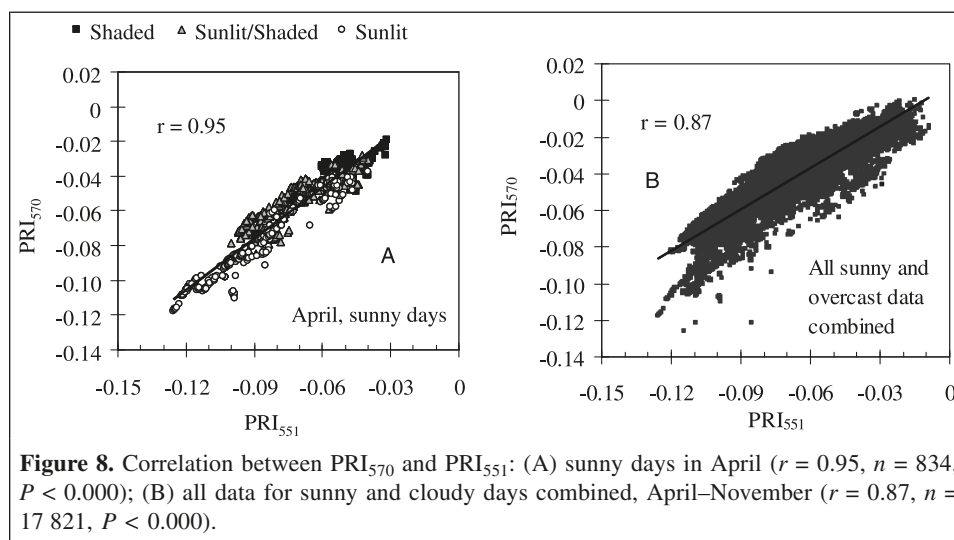 ■ Shaded ▲ Sunlit/Shaded ○ Sunlit
0.02
0
-0.02
-0.04
-0.06
-0.08
-0.10
-0.12
-0.14
PRI570
r = 0.95
A
April, sunny days
-0.15 -0.12 -0.09 -0.06 -0.03 0
PRI551
0.02
0
-0.02
-0.04
-0.06
-0.08
-0.10
-0.12
-0.14
PRI570
r = 0.87
B
All sunny and
overcast data
combined
-0.15 -0.12 -0.09 -0.06 -0.03 0
PRI551
Figure 8. Correlation between PRI570 and PRI551: (A) sunny days in April (r = 0.95, n = 834,
P < 0.000); (B) all data for sunny and cloudy days combined, April–November (r = 0.87, n =
17 821, P < 0.000).